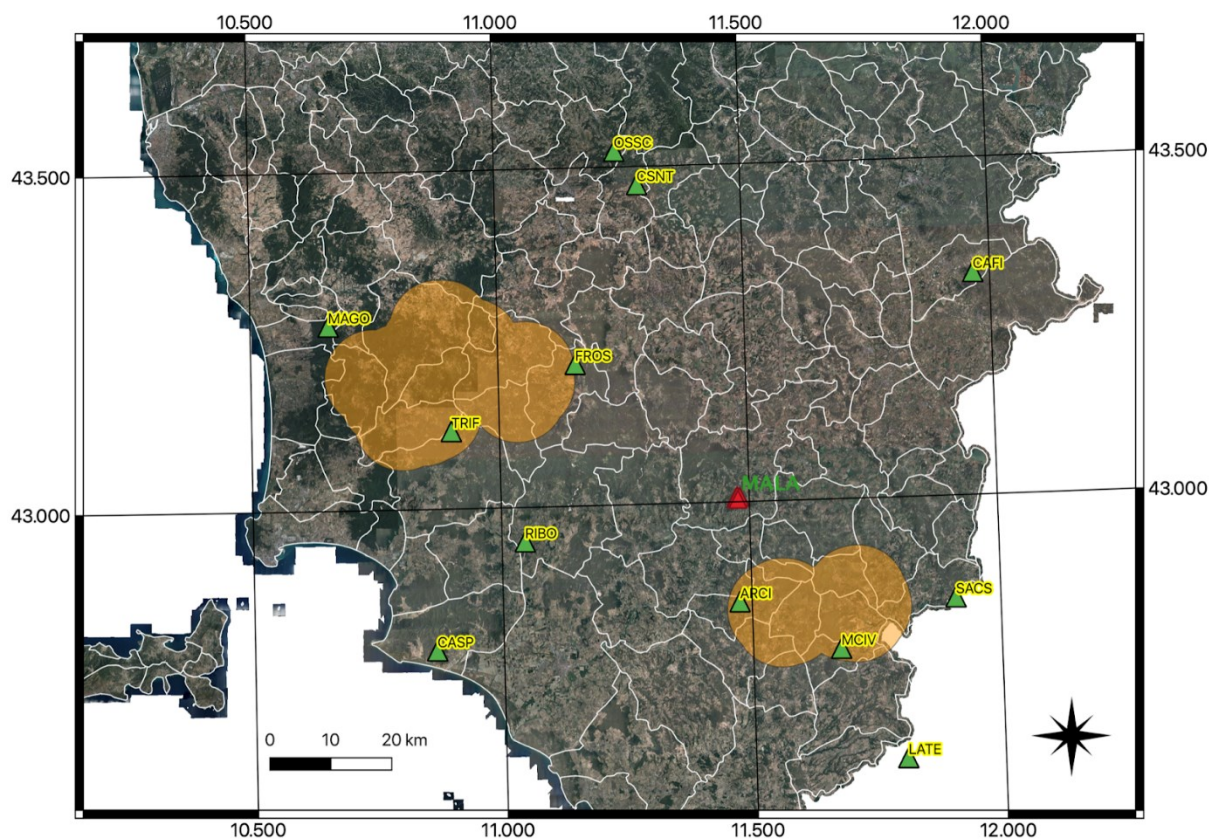 10.500 11.000 11.500 12.000
OSSC
43.500
CSNT
43.500
CAFI
MAGO
FROS
TRIF
MALA
43.000
43.000
RIBO
ARCI
SACS
CASP
MCIV
0 10 20 km
LATE
10.500 11.000 11.500 12.000